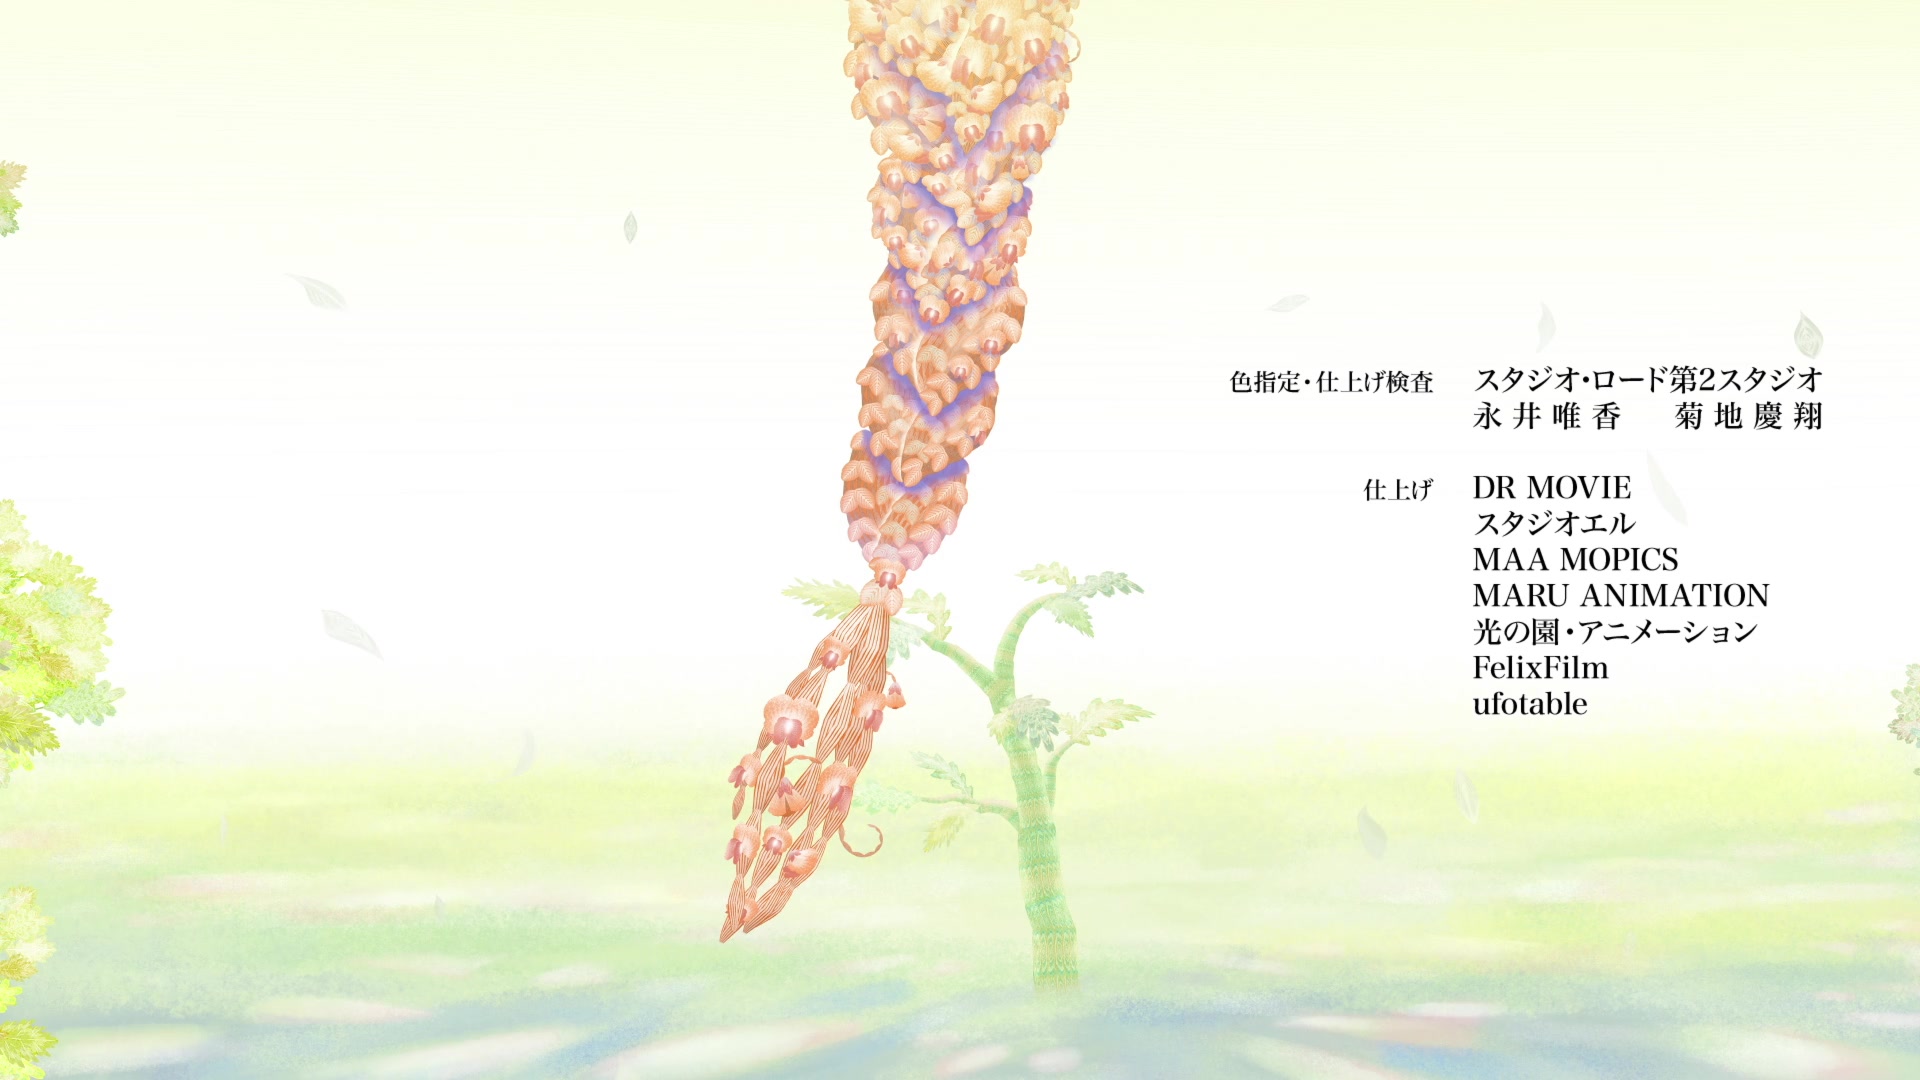 色指定・仕上げ検査 スタジオ・ロード第2スタジオ
永井唯香 菊地慶翔
仕上げ DR MOVIE
スタジオエル
MAA MOPICS
MARU ANIMATION
光の園・アニメーション
FelixFilm
ufotable